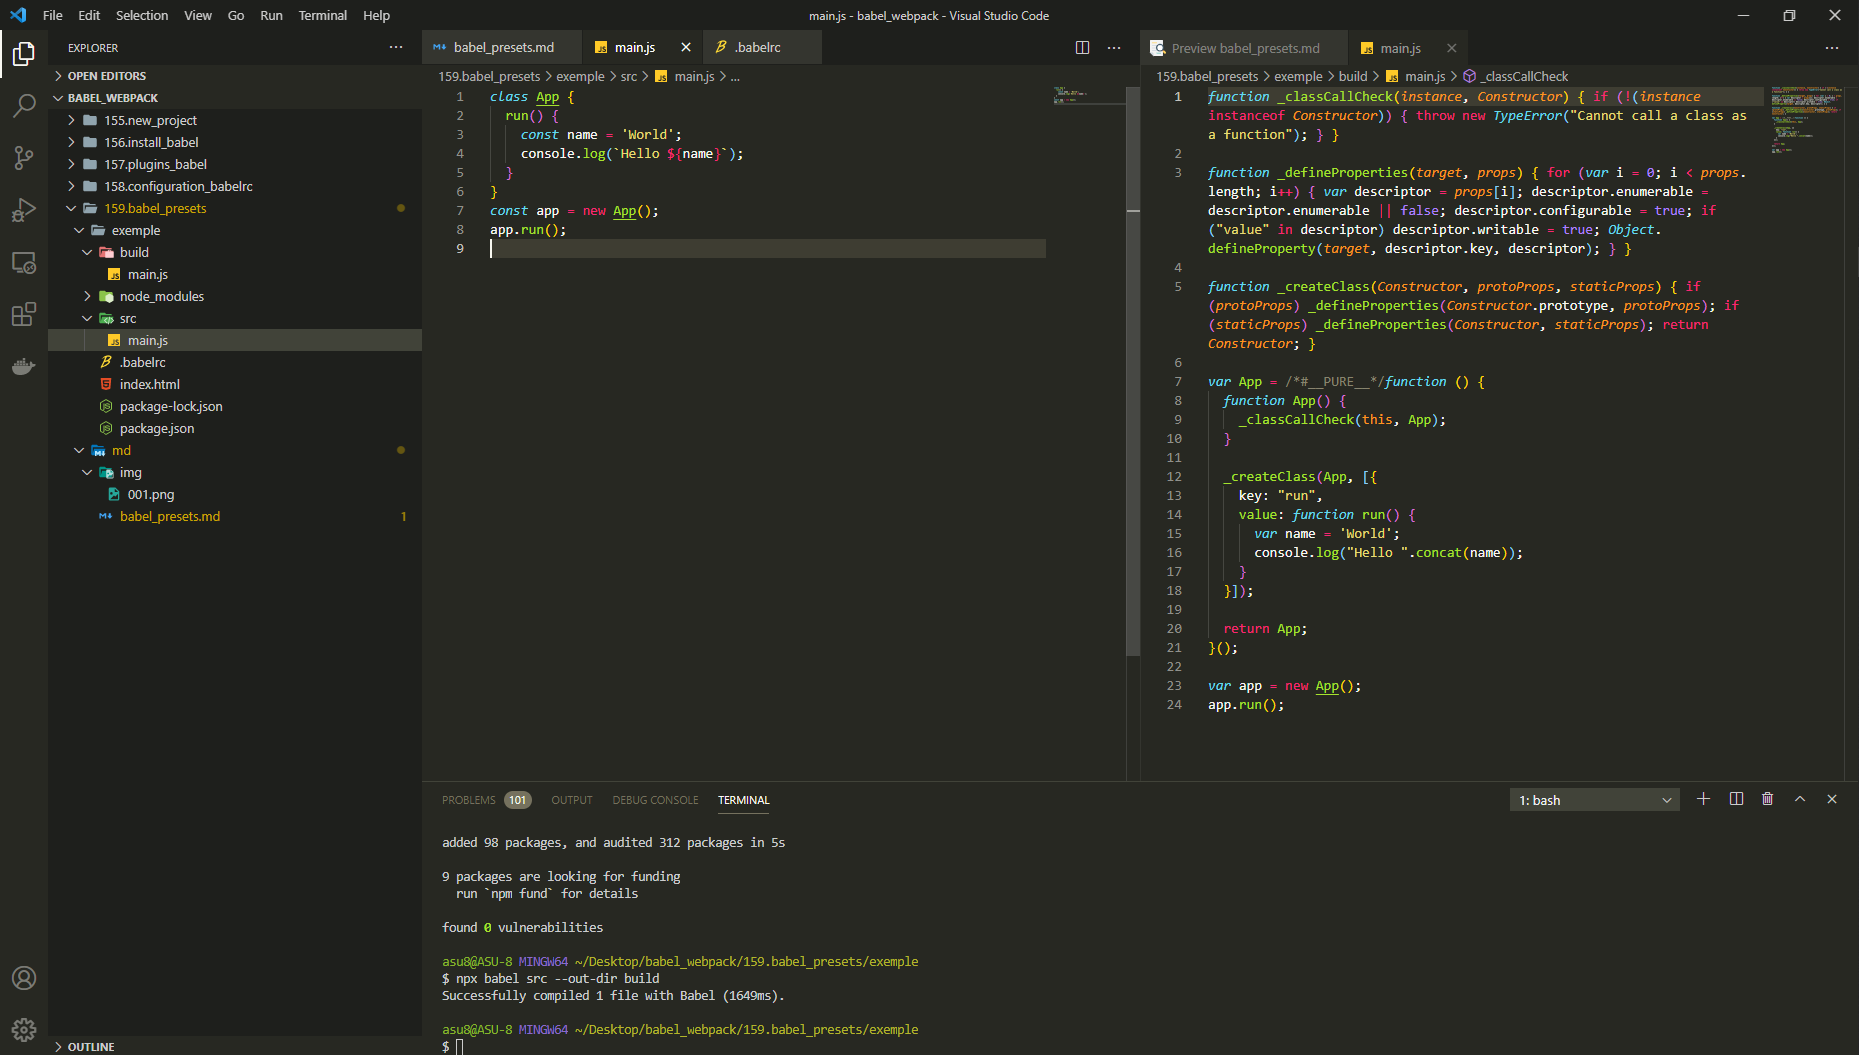 File Edit Selection View Go Run Terminal Help
main.js - babel_webpack - Visual Studio Code
EXPLORER
OPEN EDITORS
BABEL_WEBPACK
155.new_project
156.install_babel
157.plugins_babel
158.configuration_babelrc
159.babel_presets
exemple
build
main.js
node_modules
src
main.js
.babelrc
index.html
package-lock.json
package.json
md
img
001.png
babel_presets.md 1
OUTLINE
babel_presets.md main.js .babelrc
159.babel_presets > exemple > src > JS main.js > ...
1 class App {
2 run() {
3 const name = 'World';
4 console.log(`Hello ${name}`);
5 }
6 }
7 const app = new App();
8 app.run();
9
Preview babel_presets.md JS main.js
159.babel_presets > exemple > build > JS main.js > _classCallCheck
1 function _classCallCheck(instance, Constructor) { if (!(instance
instanceof Constructor)) { throw new TypeError("Cannot call a class as
a function"); } }
2
3 function _defineProperties(target, props) { for (var i = 0; i < props.
length; i++) { var descriptor = props[i]; descriptor.enumerable =
descriptor.enumerable || false; descriptor.configurable = true; if
("value" in descriptor) descriptor.writable = true; Object.
defineProperty(target, descriptor.key, descriptor); } }
4
5 function _createClass(Constructor, protoProps, staticProps) { if
(protoProps) _defineProperties(Constructor.prototype, protoProps); if
(staticProps) _defineProperties(Constructor, staticProps); return
Constructor; }
6
7 var App = /*#__PURE__*/function () {
8 function App() {
9 _classCallCheck(this, App);
10 }
11
12 _createClass(App, [{
13 key: "run",
14 value: function run() {
15 var name = 'World';
16 console.log("Hello ".concat(name));
17 }
18 }]);
19
20 return App;
21 }();
22
23 var app = new App();
24 app.run();
PROBLEMS 101 OUTPUT DEBUG CONSOLE TERMINAL
1: bash
added 98 packages, and audited 312 packages in 5s
9 packages are looking for funding
run `npm fund` for details
found 0 vulnerabilities
asu8@ASU-8 MINGW64 ~/Desktop/babel_webpack/159.babel_presets/exemple
$ npx babel src --out-dir build
Successfully compiled 1 file with Babel (1649ms).
asu8@ASU-8 MINGW64 ~/Desktop/babel_webpack/159.babel_presets/exemple
$